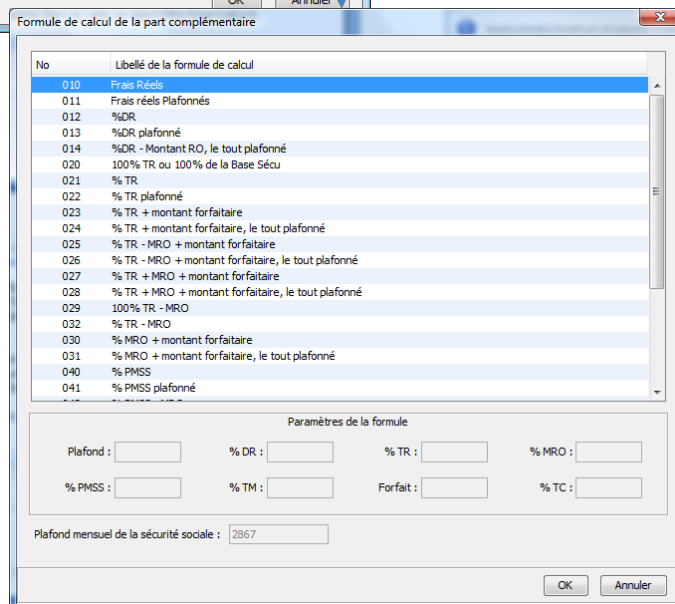 Annuler
Formule de calcul de la part complémentaire
No Libellé de la formule de calcul
010 Frais Réels
011 Frais réels Plafonnés
012 %DR
013 %DR plafonné
014 %DR - Montant RO, le tout plafonné
020 100% TR ou 100% de la Base Sécu
021 % TR
022 % TR plafonné
023 % TR + montant forfaitaire
024 % TR + montant forfaitaire, le tout plafonné
025 % TR - MRO + montant forfaitaire
026 % TR - MRO + montant forfaitaire, le tout plafonné
027 % TR + MRO + montant forfaitaire
028 % TR + MRO + montant forfaitaire, le tout plafonné
029 100% TR - MRO
032 % TR - MRO
030 % MRO + montant forfaitaire
031 % MRO + montant forfaitaire, le tout plafonné
040 % PMSS
041 % PMSS plafonné
Paramètres de la formule
Plafond : % DR : % TR : % MRO :
% PMSS : % TM : Forfait : % TC :
Plafond mensuel de la sécurité sociale : 2867
OK Annuler